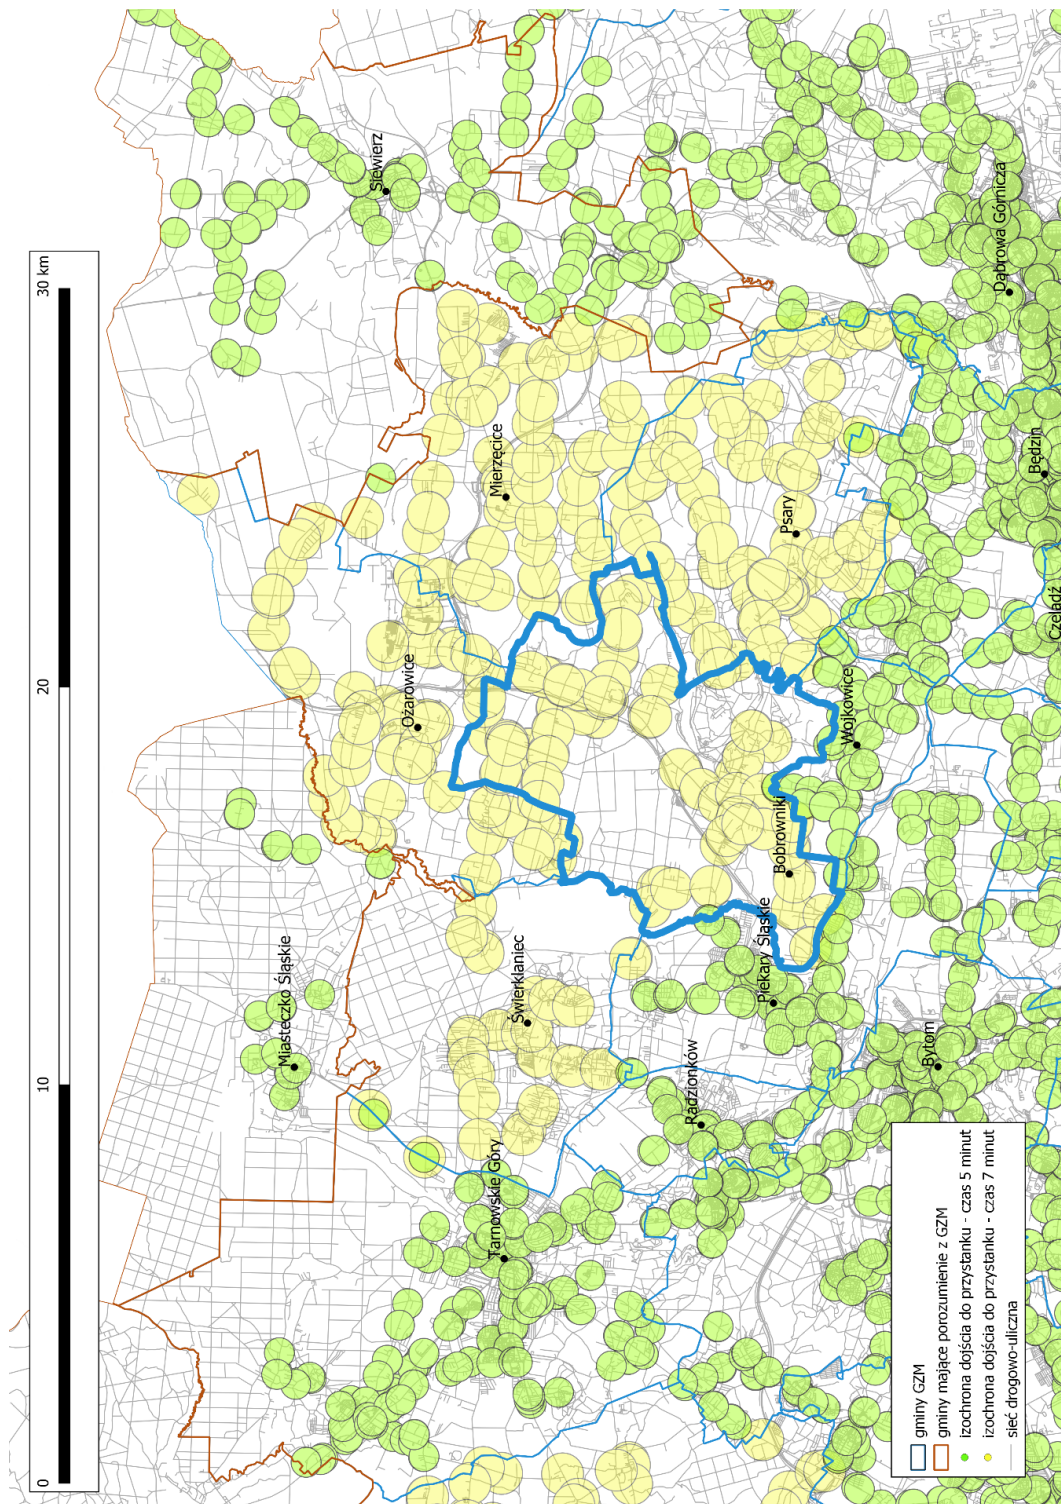 0
10
20
30 km
Miasteczko Śląskie
Siewierz
Ożarowice
Tarnowskie Góry
Świerklaniec
Mierzęcice
Radzionków
Piekary Śląskie
Bobrowniki
Psary
Wojkowice
Bytom
Dąbrowa Górnicza
Będzin
Czeladź
gminy GZM
gminy mające porozumienie z GZM
izochrona dojścia do przystanku - czas 5 minut
izochrona dojścia do przystanku - czas 7 minut
sieć drogowo-uliczna